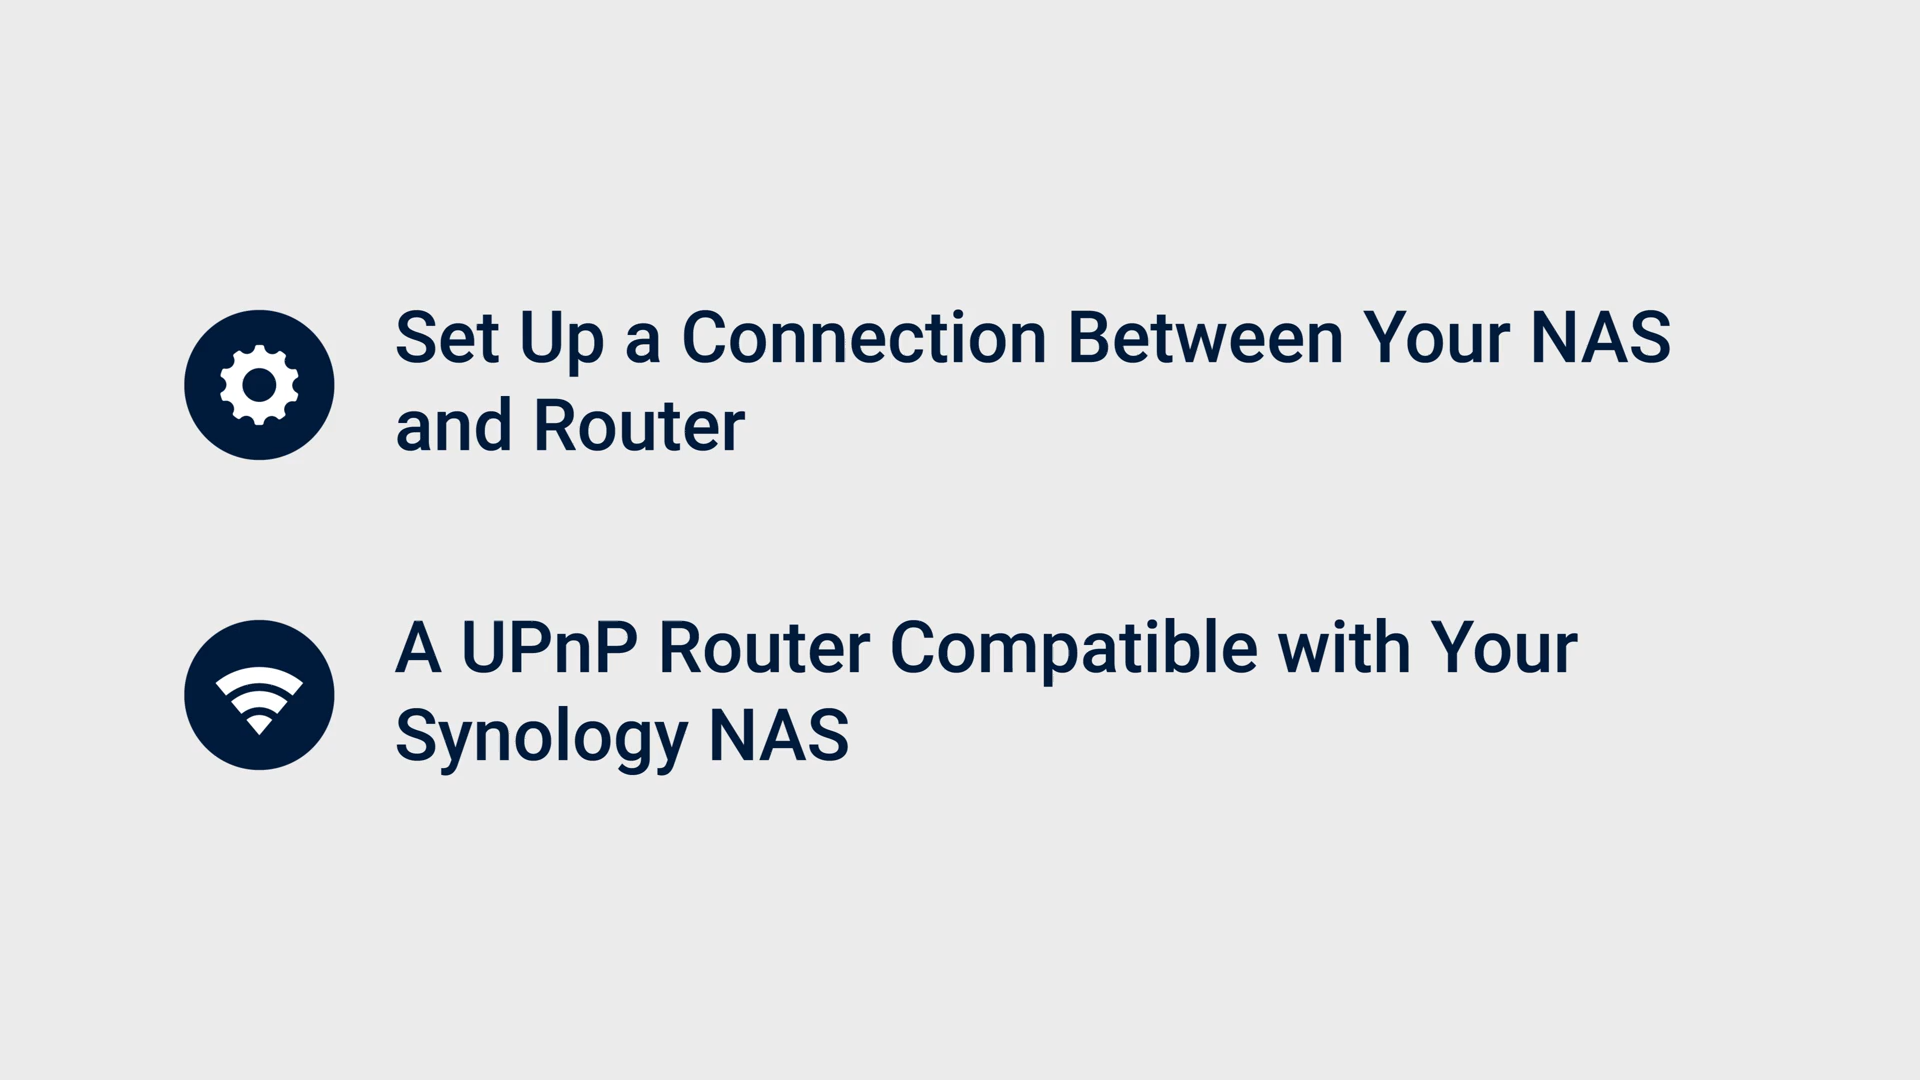 Set Up a Connection Between Your NAS
and Router
A UPnP Router Compatible with Your
Synology NAS